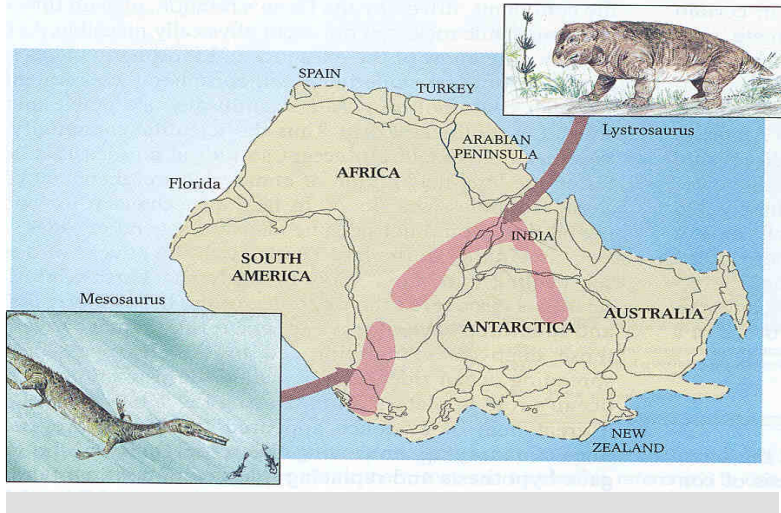 SPAIN
TURKEY
Lystrosaurus
ARABIAN
PENINSULA
AFRICA
Florida
INDIA
SOUTH
AMERICA
Mesosaurus
ANTARCTICA
AUSTRALIA
NEW
ZEALAND